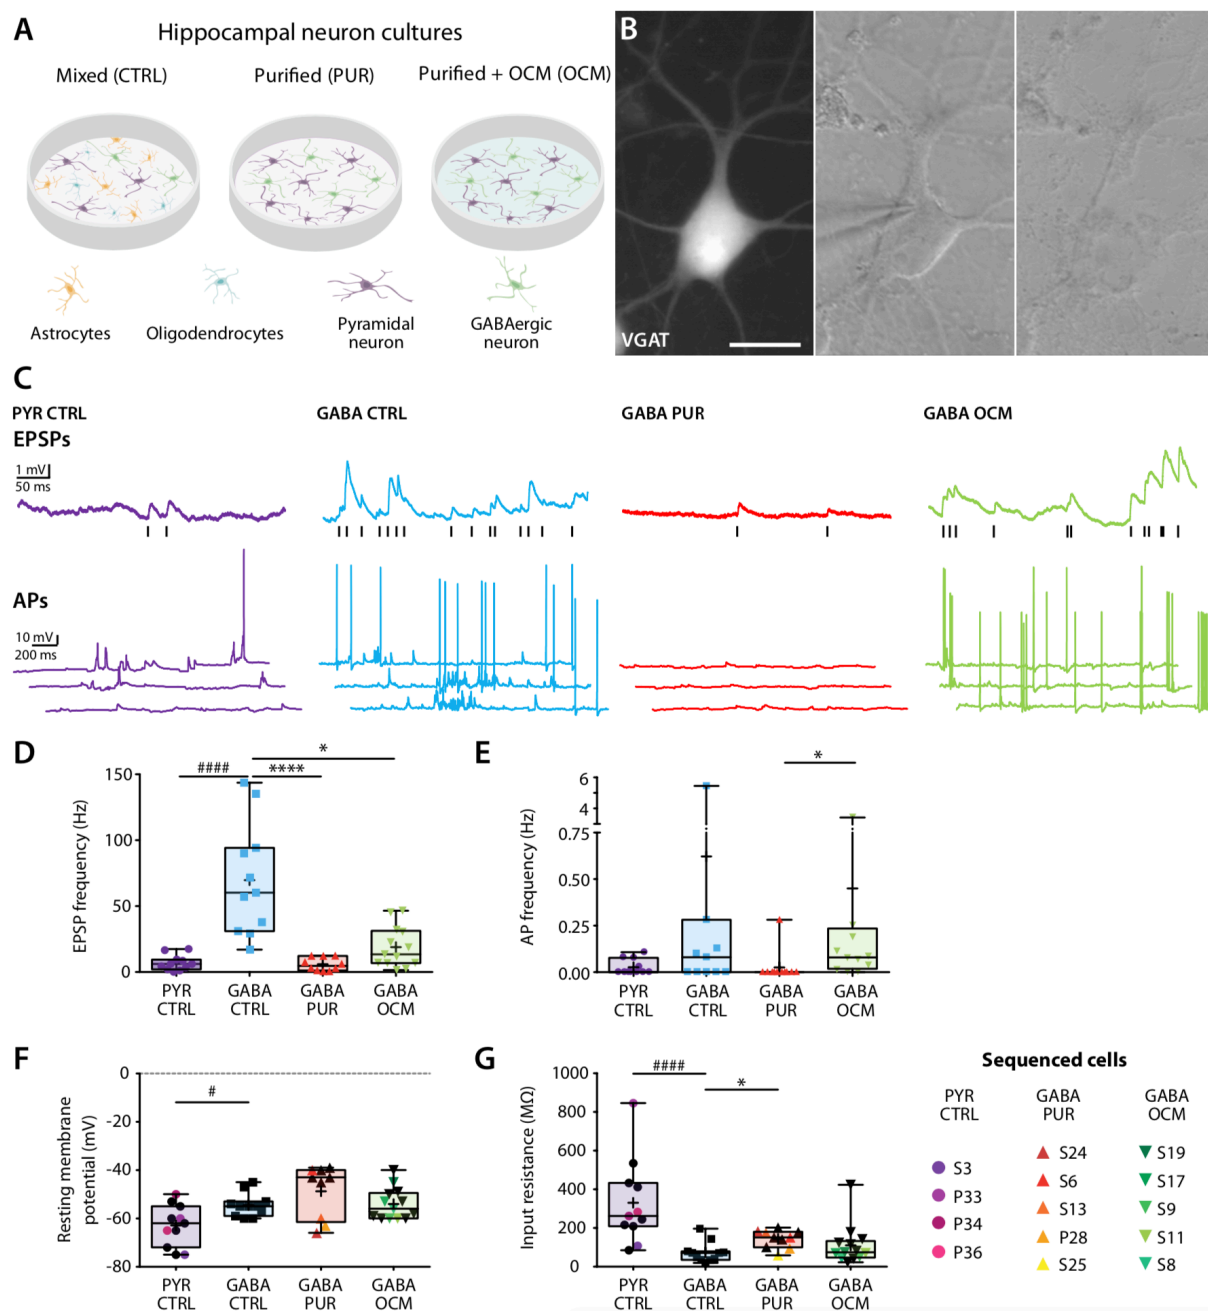 A
Hippocampal neuron cultures
Mixed (CTRL)
Purified (PUR)
Purified + OCM (OCM)
Astrocytes
Oligodendrocytes
Pyramidal
neuron
GABAergic
neuron
B
VGAT
C
PYR CTRL
GABA CTRL
GABA PUR
GABA OCM
EPSPs
1 mV
50 ms
APs
10 mV
200 ms
D
EPSP frequency (Hz)
150
100
50
0
####
****
*
PYR
CTRL
GABA
CTRL
GABA
PUR
GABA
OCM
E
AP frequency (Hz)
6
4
0.75
0.50
0.25
0.00
*
PYR
CTRL
GABA
CTRL
GABA
PUR
GABA
OCM
F
Resting membrane
potential (mV)
0
-20
-40
-60
-80
#
PYR
CTRL
GABA
CTRL
GABA
PUR
GABA
OCM
G
Input resistance (MΩ)
1000
800
600
400
200
0
####
*
PYR
CTRL
GABA
CTRL
GABA
PUR
GABA
OCM
Sequenced cells
PYR
CTRL
S3
P33
P34
P36
GABA
PUR
S24
S6
S13
P28
S25
GABA
OCM
S19
S17
S9
S11
S8